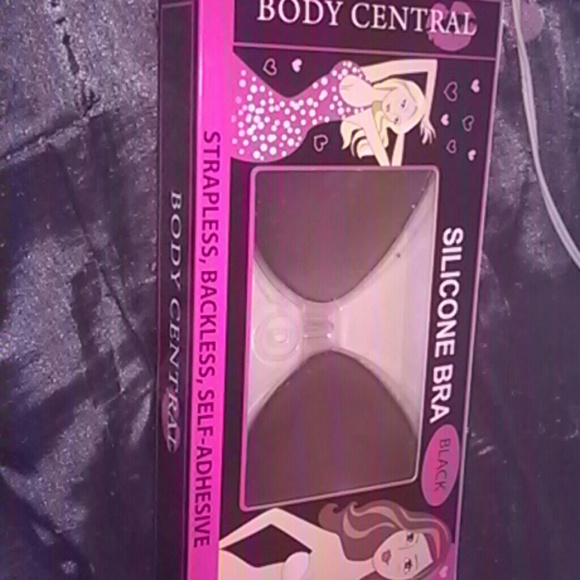 BODY CENTRAL
SILICONE BRA
BLACK
STRAPLESS, BACKLESS, SELF-ADHESIVE
BODY CENTRAL